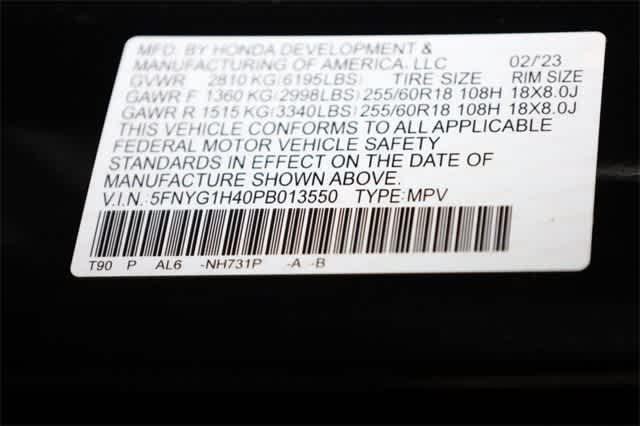 MFD. BY HONDA DEVELOPMENT &
MANUFACTURING OF AMERICA, LLC 02/'23
GVWR 2810 KG(6195LBS) TIRE SIZE RIM SIZE
GAWR F 1360 KG(2998LBS) 255/60R18 108H 18X8.0J
GAWR R 1515 KG(3340LBS) 255/60R18 108H 18X8.0J
THIS VEHICLE CONFORMS TO ALL APPLICABLE
FEDERAL MOTOR VEHICLE SAFETY
STANDARDS IN EFFECT ON THE DATE OF
MANUFACTURE SHOWN ABOVE.
V.I.N. 5FNYG1H40PB013550 TYPE:MPV
T90 P AL6 -NH731P -A -B